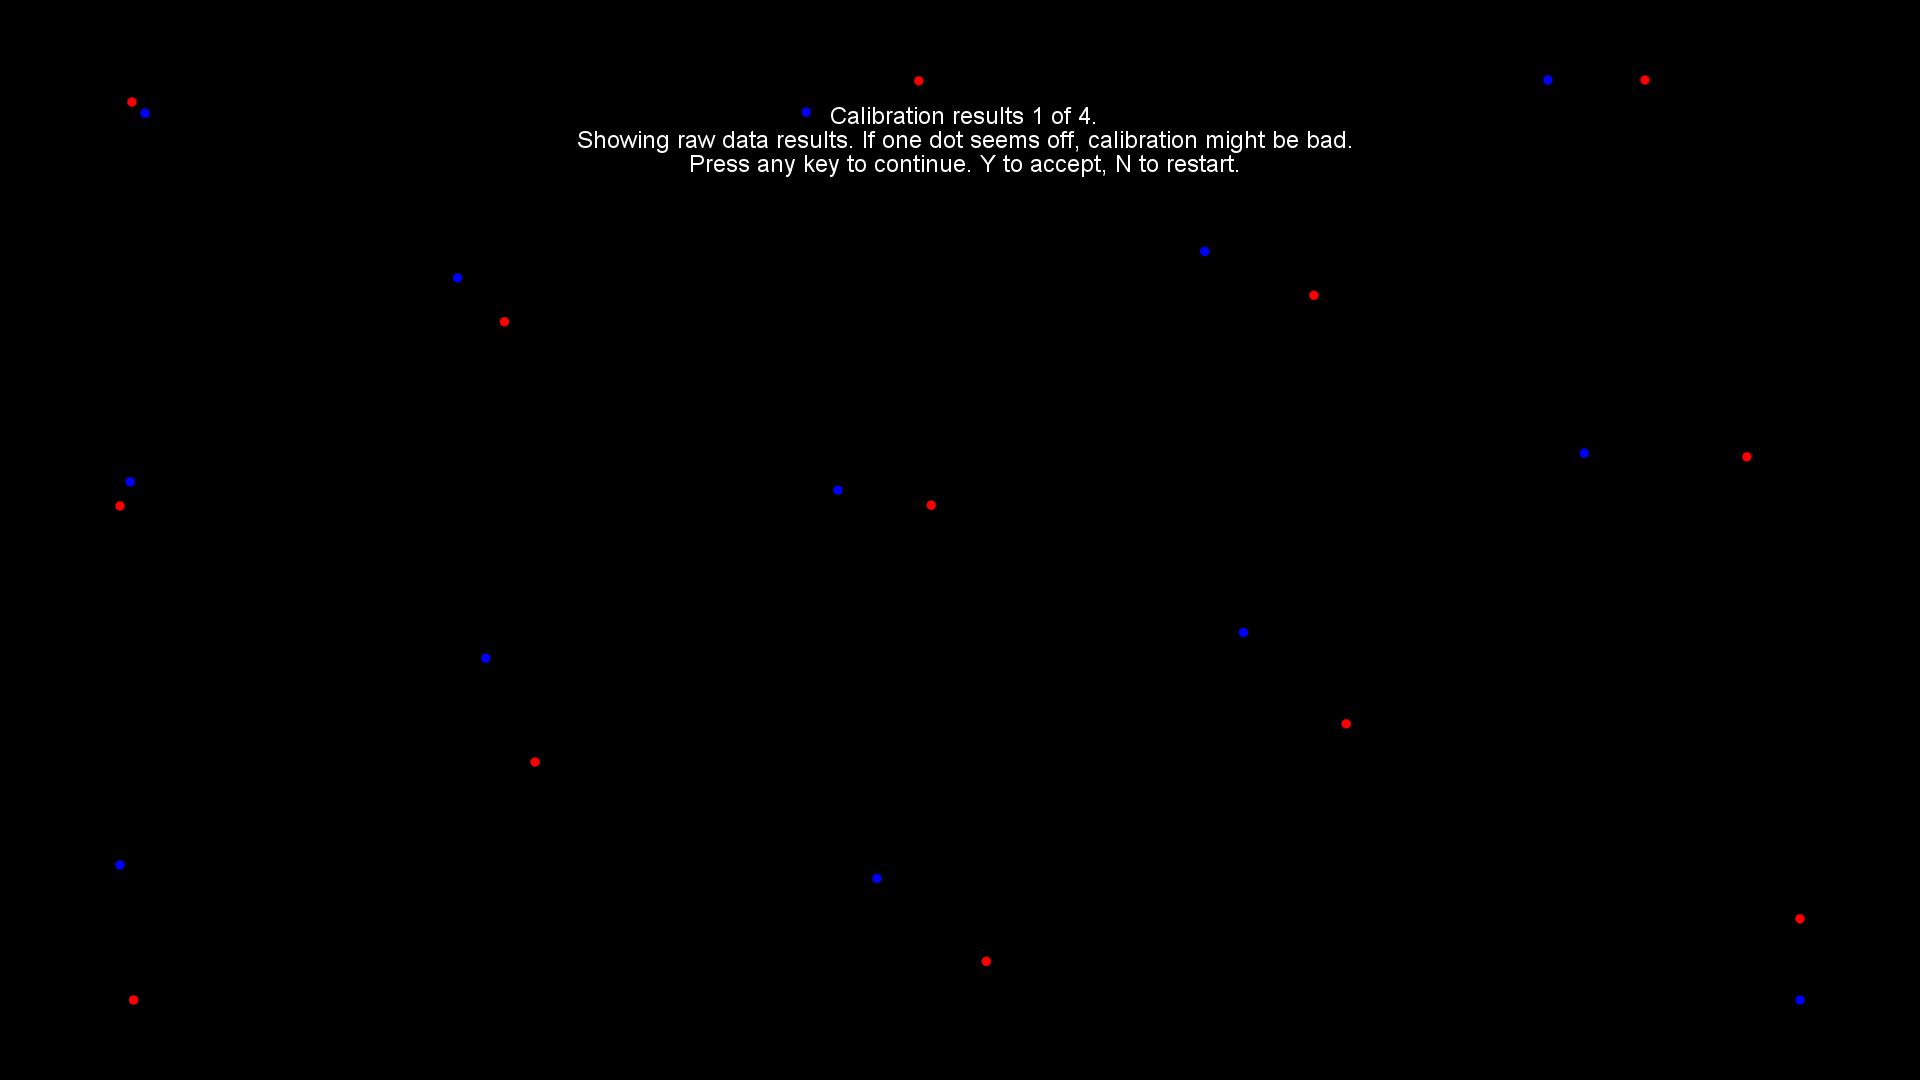 Calibration results 1 of 4.
Showing raw data results. If one dot seems off, calibration might be bad.
Press any key to continue. Y to accept, N to restart.